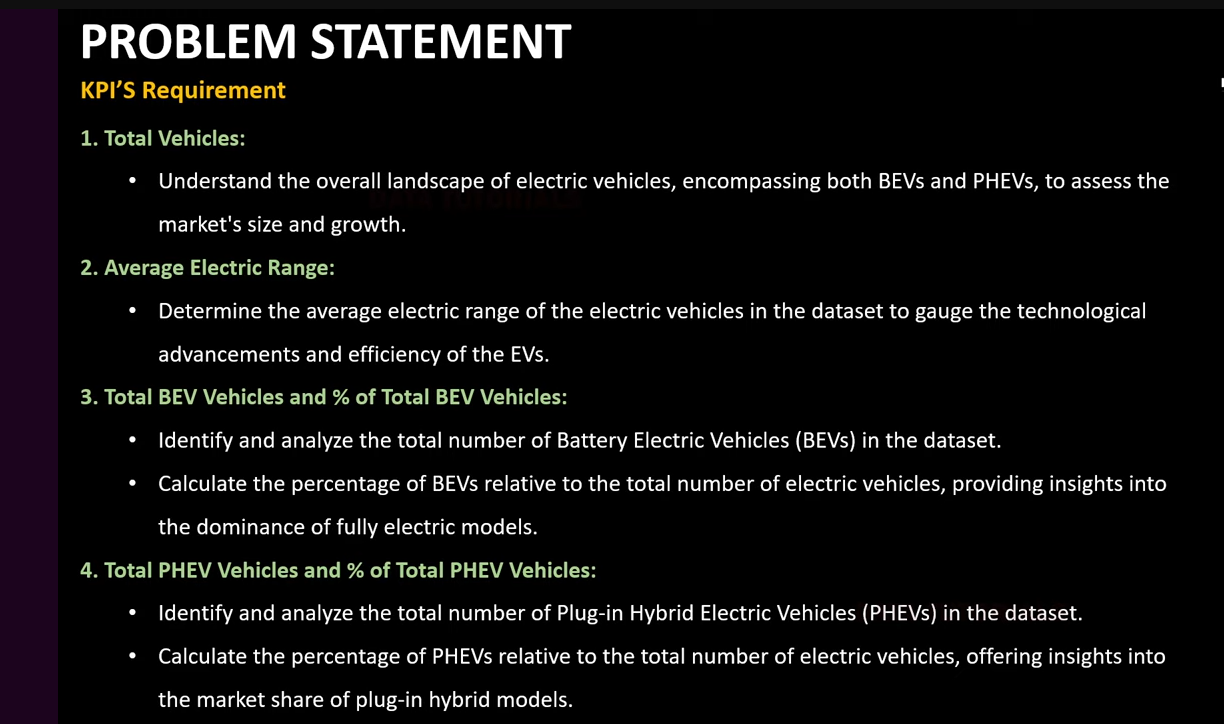 PROBLEM STATEMENT
KPI’S Requirement
1. Total Vehicles:
• Understand the overall landscape of electric vehicles, encompassing both BEVs and PHEVs, to assess the
market's size and growth.
2. Average Electric Range:
• Determine the average electric range of the electric vehicles in the dataset to gauge the technological
advancements and efficiency of the EVs.
3. Total BEV Vehicles and % of Total BEV Vehicles:
• Identify and analyze the total number of Battery Electric Vehicles (BEVs) in the dataset.
• Calculate the percentage of BEVs relative to the total number of electric vehicles, providing insights into
the dominance of fully electric models.
4. Total PHEV Vehicles and % of Total PHEV Vehicles:
• Identify and analyze the total number of Plug-in Hybrid Electric Vehicles (PHEVs) in the dataset.
• Calculate the percentage of PHEVs relative to the total number of electric vehicles, offering insights into
the market share of plug-in hybrid models.